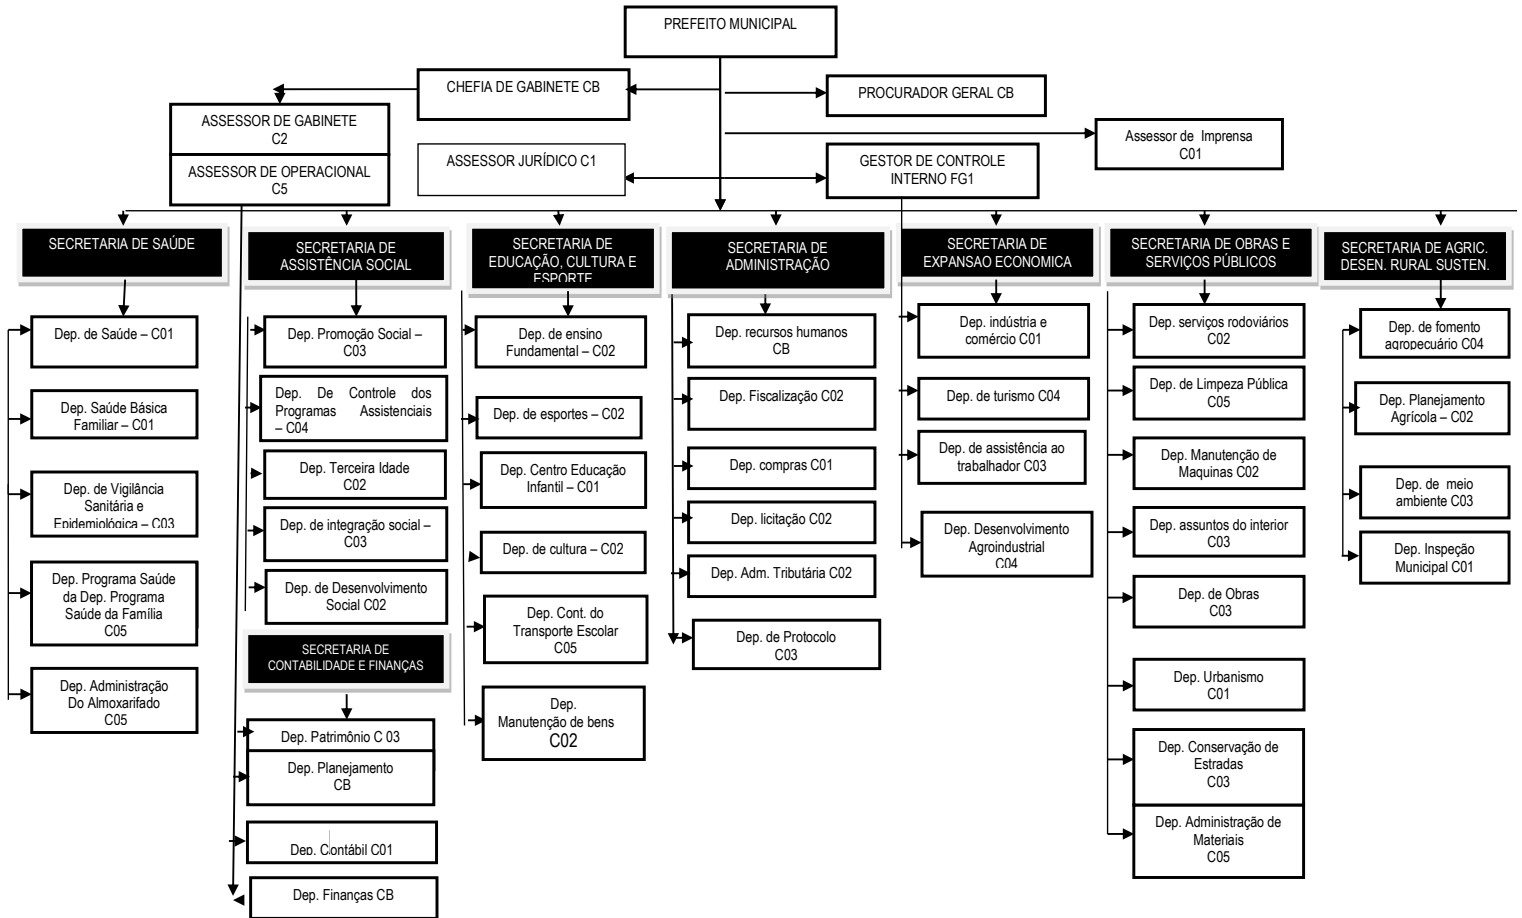 PREFEITO MUNICIPAL
CHEFIA DE GABINETE CB
PROCURADOR GERAL CB
ASSESSOR DE GABINETE
C2
ASSESSOR DE OPERACIONAL
C5
ASSESSOR JURÍDICO C1
GESTOR DE CONTROLE
INTERNO FG1
Assessor de Imprensa
C01
SECRETARIA DE SAÚDE
Dep. de Saúde – C01
Dep. Saúde Básica
Familiar – C01
Dep. de Vigilância
Sanitária e
Epidemiológica – C03
Dep. Programa Saúde
da Dep. Programa
Saúde da Família
C05
Dep. Administração
Do Almoxarifado
C05
SECRETARIA DE
ASSISTÊNCIA SOCIAL
Dep. Promoção Social –
C03
Dep. De Controle dos
Programas Assistenciais
– C04
Dep. Terceira Idade
C02
Dep. de integração social –
C03
Dep. de Desenvolvimento
Social C02
SECRETARIA DE
CONTABILIDADE E FINANÇAS
Dep. Patrimônio C 03
Dep. Planejamento
CB
Dep. Contábil C01
Dep. Finanças CB
SECRETARIA DE
EDUCAÇÃO, CULTURA E
ESPORTE
Dep. de ensino
Fundamental – C02
Dep. de esportes – C02
Dep. Centro Educação
Infantil – C01
Dep. de cultura – C02
Dep. Cont. do
Transporte Escolar
C05
Dep.
Manutenção de bens
C02
SECRETARIA DE
ADMINISTRAÇÃO
Dep. recursos humanos
CB
Dep. Fiscalização C02
Dep. compras C01
Dep. licitação C02
Dep. Adm. Tributária C02
Dep. de Protocolo
C03
SECRETARIA DE
EXPANSAO ECONOMICA
Dep. indústria e
comércio C01
Dep. de turismo C04
Dep. de assistência ao
trabalhador C03
Dep. Desenvolvimento
Agroindustrial
C04
SECRETARIA DE OBRAS E
SERVIÇOS PÚBLICOS
Dep. serviços rodoviários
C02
Dep. de Limpeza Pública
C05
Dep. Manutenção de
Maquinas C02
Dep. assuntos do interior
C03
Dep. de Obras
C03
Dep. Urbanismo
C01
Dep. Conservação de
Estradas
C03
Dep. Administração de
Materiais
C05
SECRETARIA DE AGRIC.
DESEN. RURAL SUSTEN.
Dep. de fomento
agropecuário C04
Dep. Planejamento
Agrícola – C02
Dep. de meio
ambiente C03
Dep. Inspeção
Municipal C01